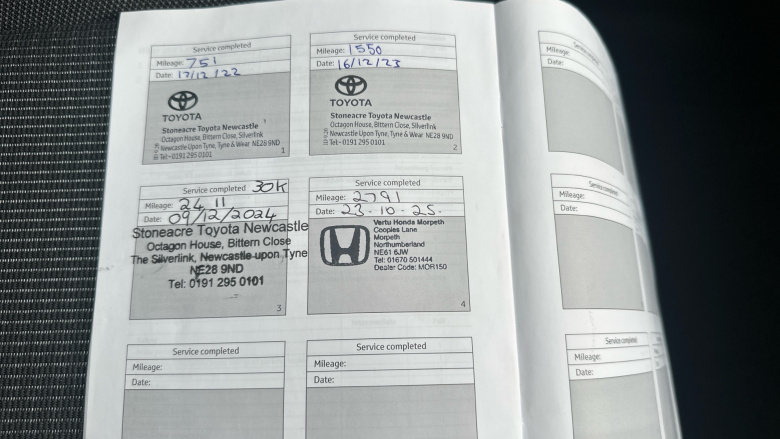 Service completed
Mileage: 751
Date: 17/12/22
TOYOTA
Stoneacre Toyota Newcastle
Octagon House, Bittern Close, Silverlink
Newcastle Upon Tyne, Tyne & Wear NE28 9ND
Tel - 0191 295 0101
1
Service completed
Mileage: 1550
Date: 16/12/23
TOYOTA
Stoneacre Toyota Newcastle
Octagon House, Bittern Close, Silverlink
Newcastle Upon Tyne, Tyne & Wear NE28 9ND
Tel - 0191 295 0101
2
Service completed 30K
Mileage: 2411
Date: 09/12/2024
Stoneacre Toyota Newcastle
Octagon House, Bittern Close
The Silverlink, Newcastle upon Tyne
NE28 9ND
Tel: 0191 295 0101
3
Service completed
Mileage: 2791
Date: 23-10-25.
Vertu Honda Morpeth
Coopies Lane
Morpeth
Northumberland
NE61 6JW
Tel: 01670 501444
Dealer Code: MOR150
4
Service completed
Mileage:
Date:
Service completed
Mileage:
Date:
Service completed
Mileage:
Date:
Service completed
Mileage:
Date:
Service completed
Mileage:
Date: